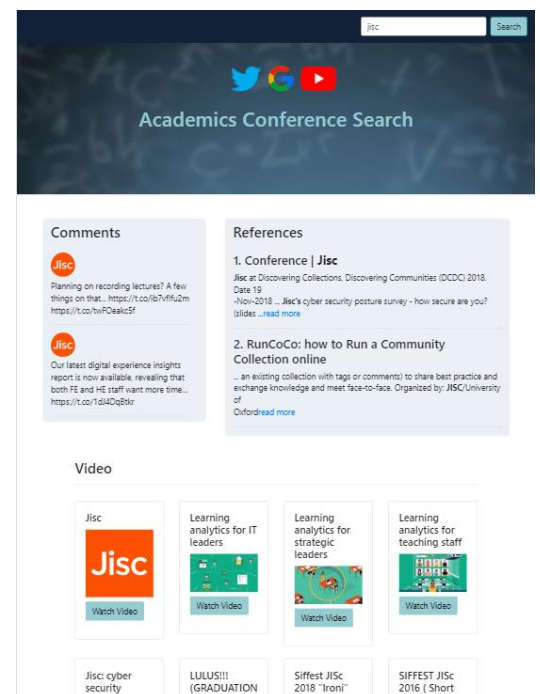 jisc
Search
Academics Conference Search
Comments
Jisc
Planning on recording lectures? A few
things on that... https://t.co/ib7vfifu2m
https://t.co/twFOeakc5f
Jisc
Our latest digital experience insights
report is now available, revealing that
both FE and HE staff want more time...
https://t.co/1dJ4DqBtkr
References
1. Conference | Jisc
Jisc at Discovering Collections, Discovering Communities (DCDC) 2018.
Date 19
-Nov-2018 ... Jisc's cyber security posture survey - how secure are you?
(slides ...read more
2. RunCoCo: how to Run a
Community
Collection online
... an existing collection with tags or comments) to share best practice and
exchange knowledge and meet face-to-face. Organized by: JISC/University
of
Oxfordread more
Video
Jisc
Jisc
Watch Video
Learning
analytics for IT
leaders
Watch Video
Learning
analytics for
strategic
leaders
Watch Video
Learning
analytics for
teaching staff
Watch Video
Jisc: cyber
security
LULUS!!!
(GRADUATION
Siffest JISc
2018 "Ironi"
SIFFEST JISc
2016 ( Short